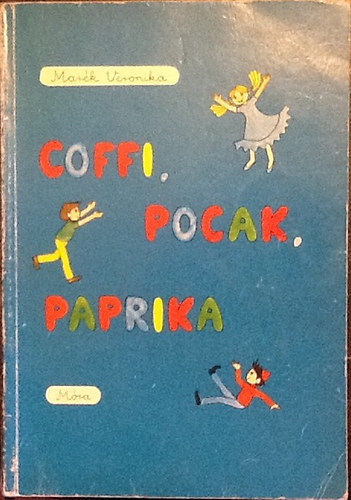 Marék Veronika
COFFI,
POCAK,
PAPRIKA
Móra